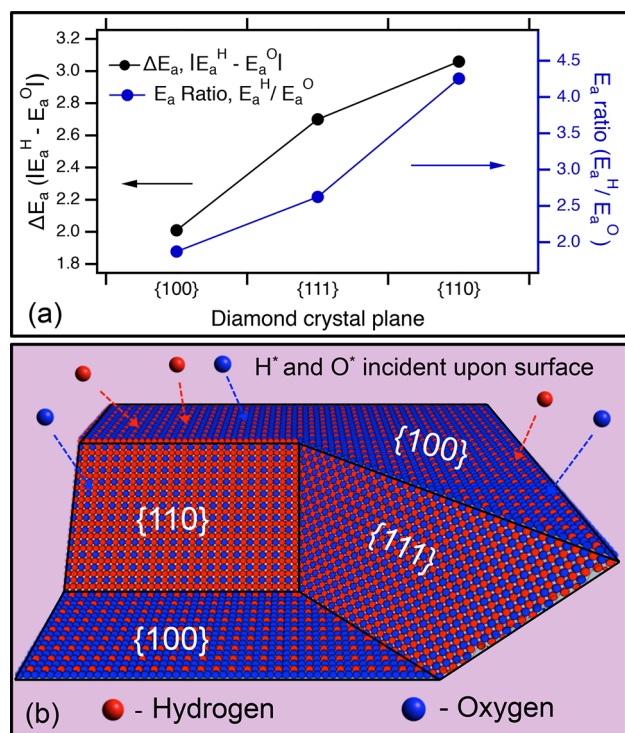 3.2
3.0
2.8
2.6
2.4
2.2
2.0
1.8
ΔEa (|EaH - EaO|)
ΔEa, |EaH - EaO|
Ea Ratio, EaH/ EaO
4.5
4.0
3.5
3.0
2.5
2.0
Ea ratio (EaH/ EaO)
{100}
{111}
{110}
(a)
Diamond crystal plane
H* and O* incident upon surface
{100}
{110}
{111}
{100}
(b)
- Hydrogen
- Oxygen